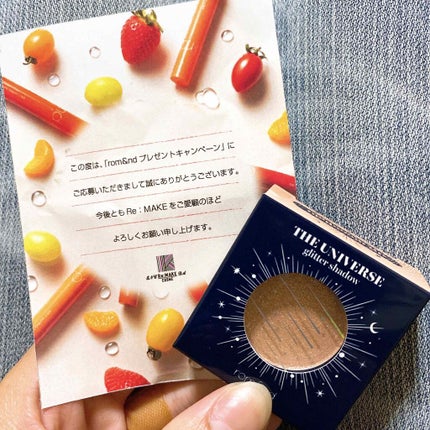 この度は、「rom&nd プレゼントキャンペーン」に
ご応募いただきまして誠にありがとうございます。
今後とも Re : MAKE をご愛顧のほど
よろしくお願い申し上げます。
THE UNIVERSE
glitter shadow